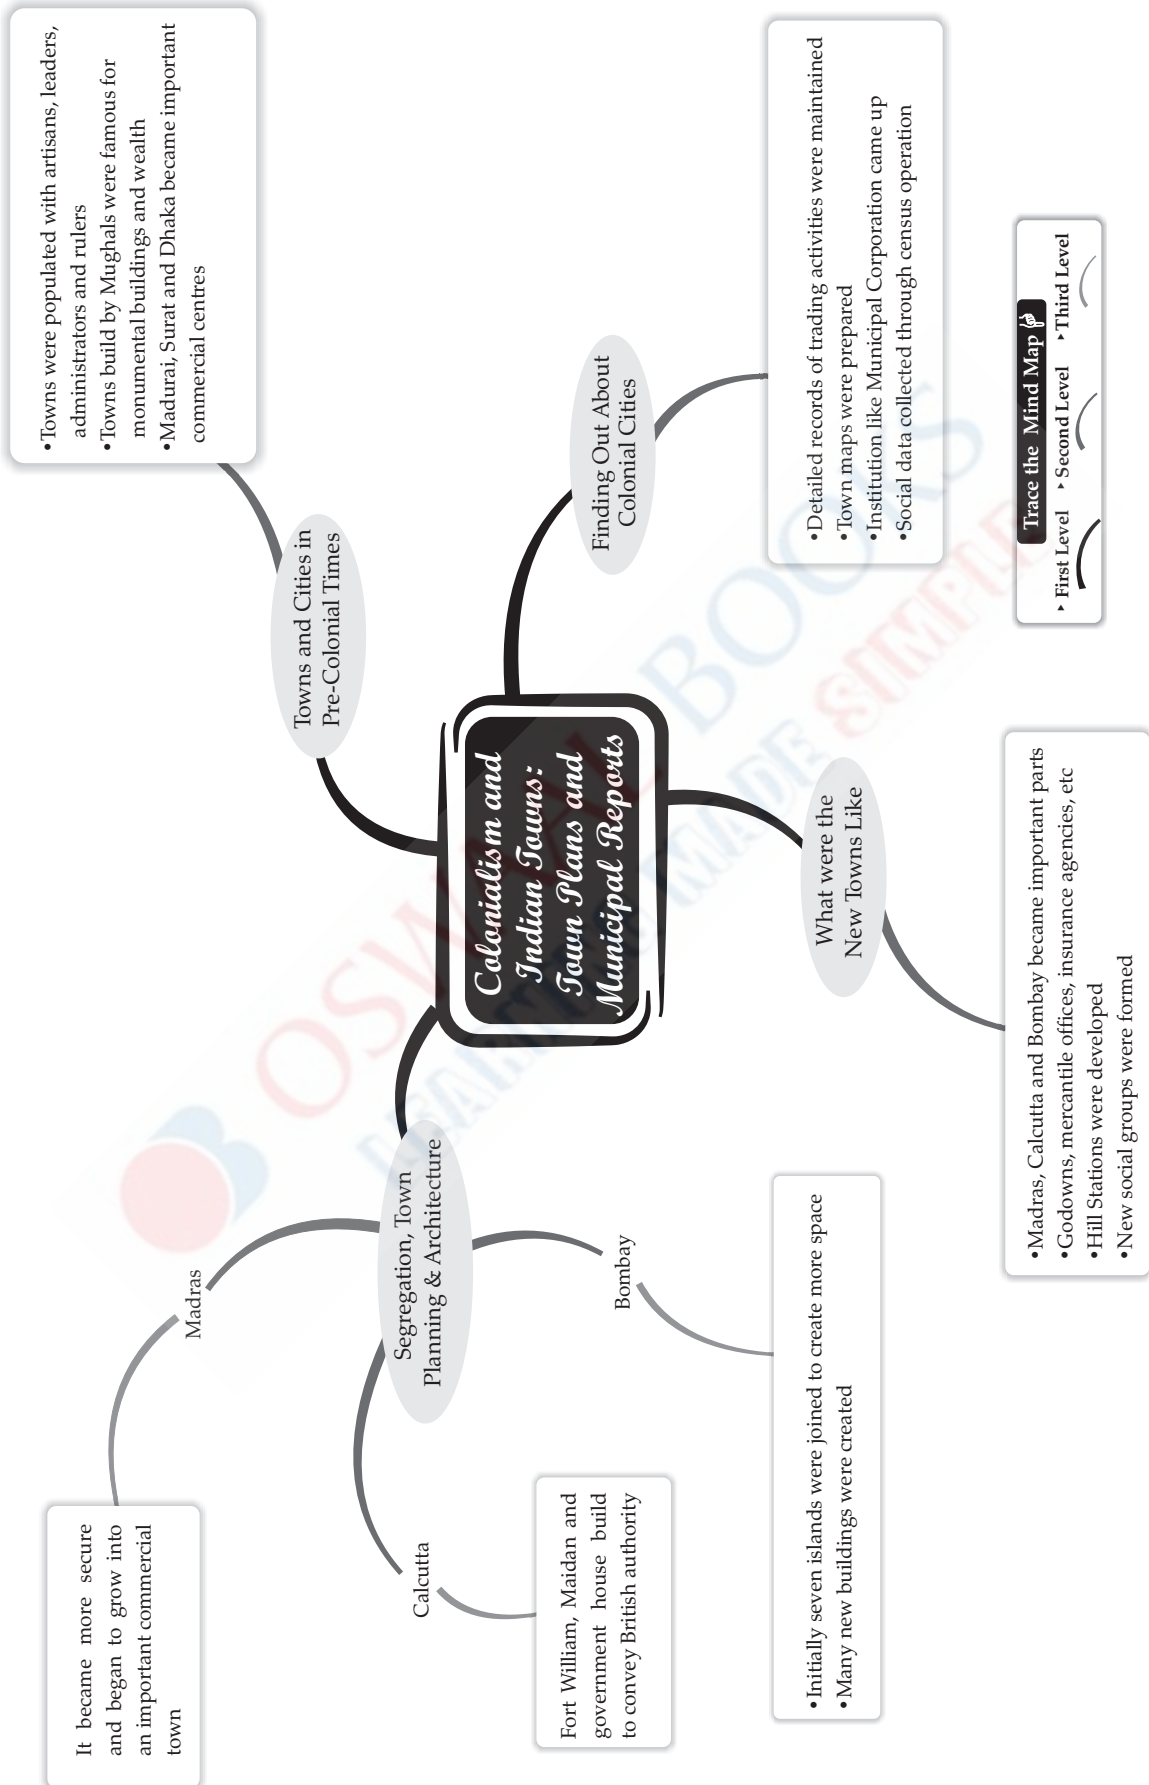 Colonialism and
Indian Towns:
Town Plans and
Municipal Reports
Towns and Cities in
Pre-Colonial Times
•Towns were populated with artisans, leaders,
administrators and rulers
•Towns build by Mughals were famous for
monumental buildings and wealth
•Madurai, Surat and Dhaka became important
commercial centres
Finding Out About
Colonial Cities
•Detailed records of trading activities were maintained
•Town maps were prepared
•Institution like Municipal Corporation came up
•Social data collected through census operation
What were the
New Towns Like
•Madras, Calcutta and Bombay became important parts
•Godowns, mercantile offices, insurance agencies, etc
•Hill Stations were developed
•New social groups were formed
Segregation, Town
Planning & Architecture
Madras
It became more secure
and began to grow into
an important commercial
town
Calcutta
Fort William, Maidan and
government house build
to convey British authority
Bombay
•Initially seven islands were joined to create more space
•Many new buildings were created
Trace the Mind Map
First Level
Second Level
Third Level
OSWAAL BOOKS
LEARNING MADE SIMPLE